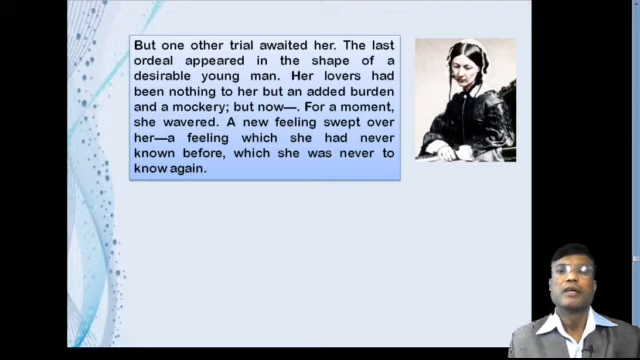 But one other trial awaited her. The last
ordeal appeared in the shape of a
desirable young man. Her lovers had
been nothing to her but an added burden
and a mockery; but now—. For a moment,
she wavered. A new feeling swept over
her—a feeling which she had never
known before, which she was never to
know again.